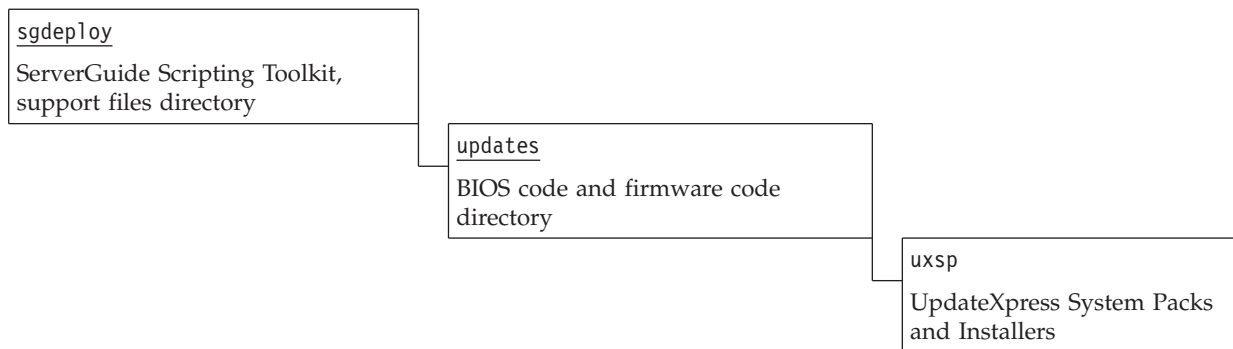 sgdeploy
ServerGuide Scripting Toolkit,
support files directory
updates
BIOS code and firmware code
directory
uxsp
UpdateXpress System Packs
and Installers